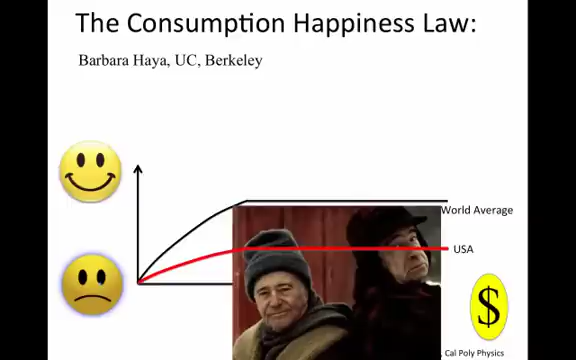 The Consumption Happiness Law:
Barbara Haya, UC, Berkeley
World Average
USA
$
, Cal Poly Physics